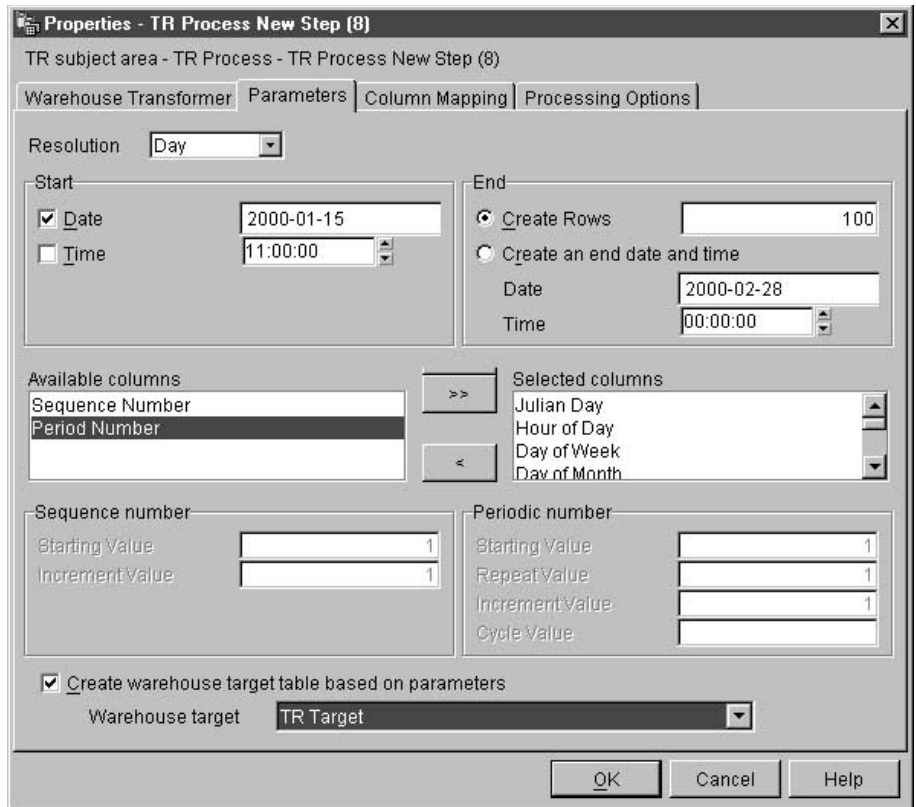 Properties - TR Process New Step (8)
TR subject area - TR Process - TR Process New Step (8)
Warehouse Transformer Parameters Column Mapping Processing Options
Resolution Day
Start
Date 2000-01-15
Time 11:00:00
End
Create Rows 100
Create an end date and time
Date 2000-02-28
Time 00:00:00
Available columns
Sequence Number
Period Number
>>
<
Selected columns
Julian Day
Hour of Day
Day of Week
Day of Month
Sequence number
Starting Value 1
Increment Value 1
Periodic number
Starting Value 1
Repeat Value 1
Increment Value 1
Cycle Value
Create warehouse target table based on parameters
Warehouse target TR Target
OK Cancel Help